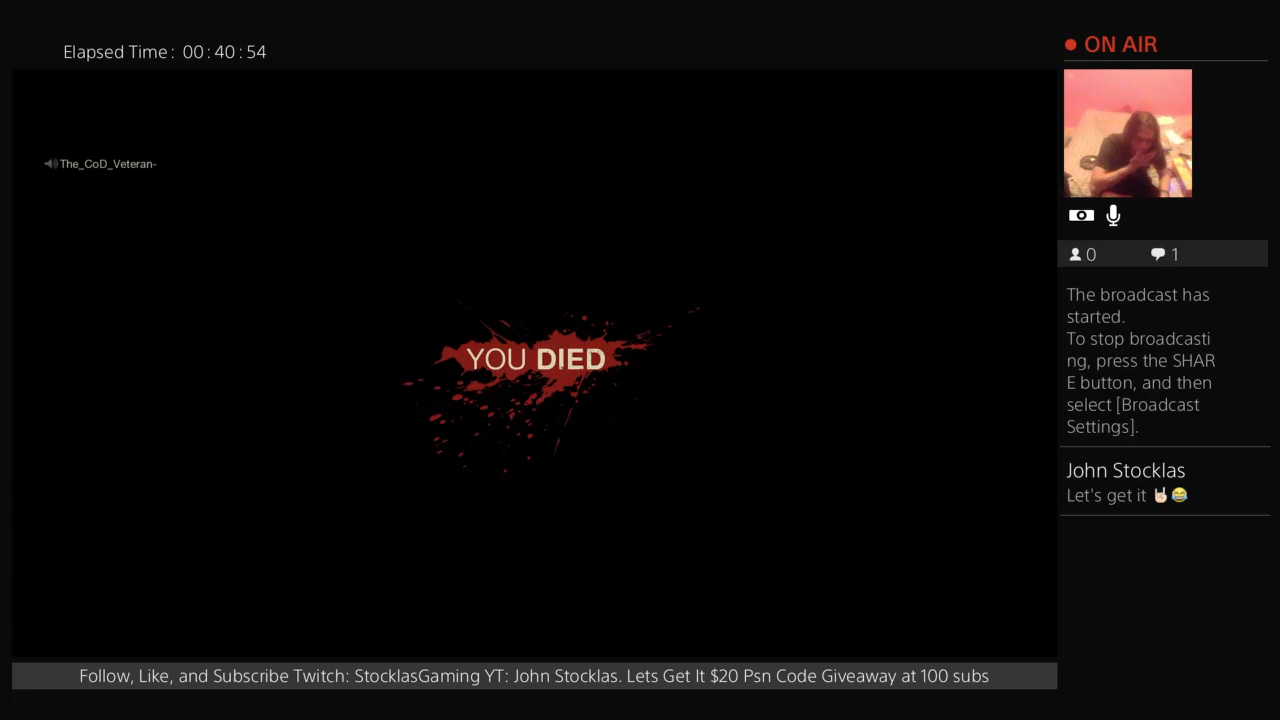 Elapsed Time: 00:40:54
ON AIR
The_CoD_Veteran-
0 1
The broadcast has
started.
To stop broadcasti
ng, press the SHAR
E button, and then
select [Broadcast
Settings].
YOU DIED
John Stocklas
Let's get it 🤘🏻😂
Follow, Like, and Subscribe Twitch: StocklasGaming YT: John Stocklas. Lets Get It $20 Psn Code Giveaway at 100 subs